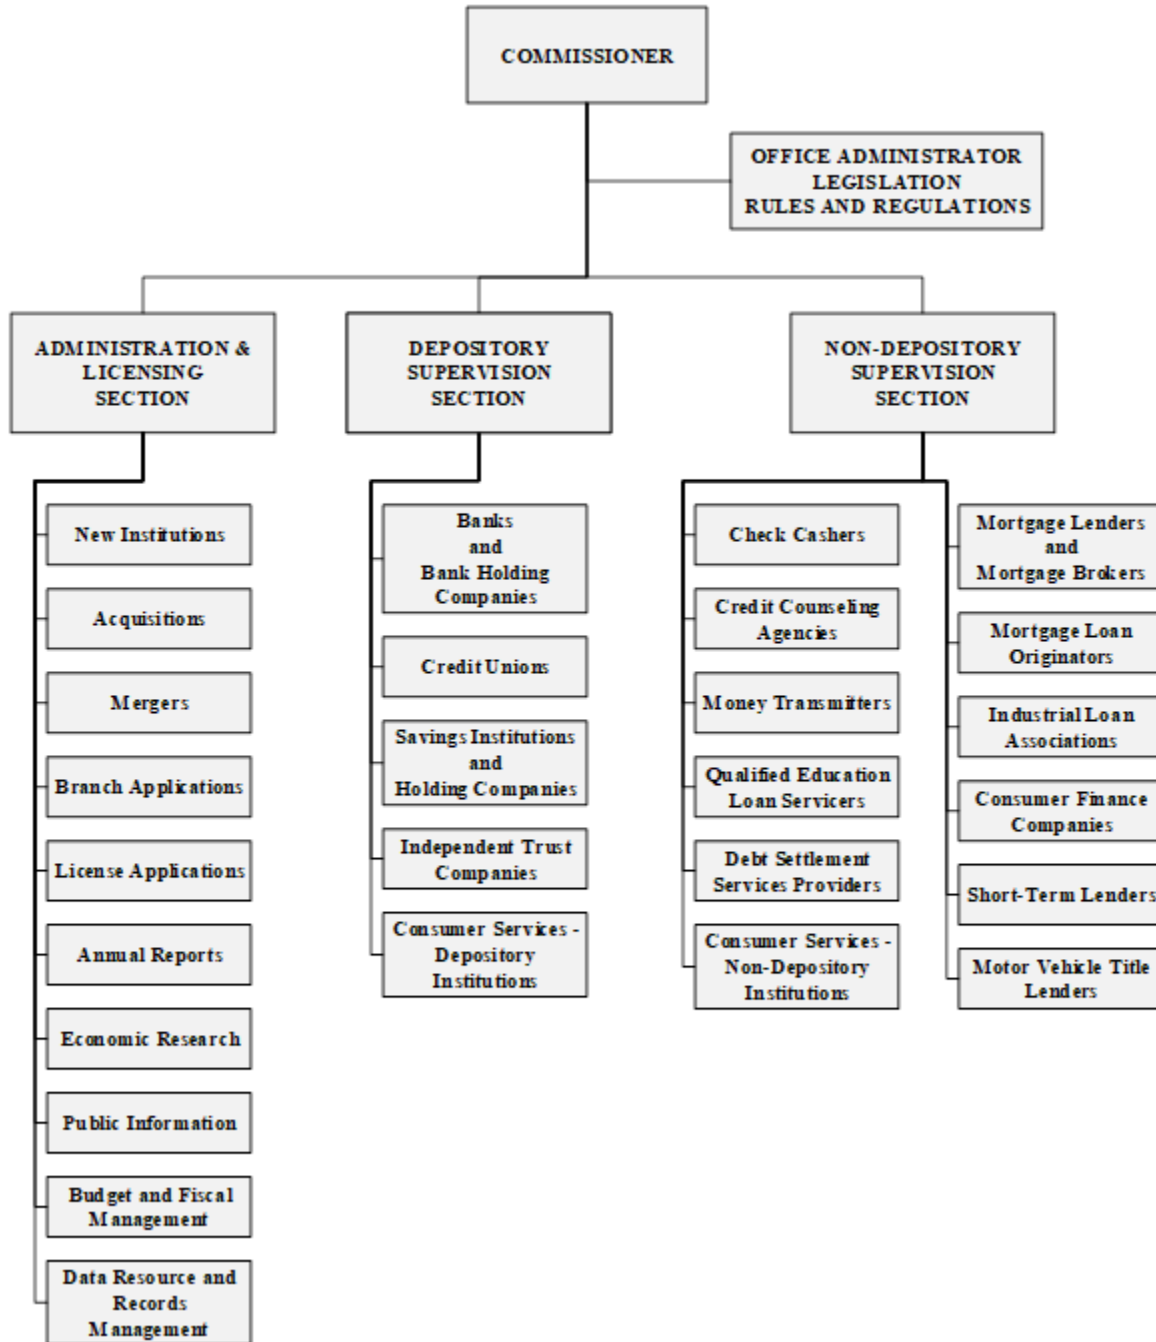 COMMISSIONER
OFFICE ADMINISTRATOR
LEGISLATION
RULES AND REGULATIONS
ADMINISTRATION &
LICENSING
SECTION
DEPOSITORY
SUPERVISION
SECTION
NON-DEPOSITORY
SUPERVISION
SECTION
New Institutions
Acquisitions
Mergers
Branch Applications
License Applications
Annual Reports
Economic Research
Public Information
Budget and Fiscal
Management
Data Resource and
Records
Management
Banks
and
Bank Holding
Companies
Credit Unions
Savings Institutions
and
Holding Companies
Independent Trust
Companies
Consumer Services -
Depository
Institutions
Check Cashers
Credit Counseling
Agencies
Money Transmitters
Qualified Education
Loan Servicers
Debt Settlement
Services Providers
Consumer Services -
Non-Depository
Institutions
Mortgage Lenders
and
Mortgage Brokers
Mortgage Loan
Originators
Industrial Loan
Associations
Consumer Finance
Companies
Short-Term Lenders
Motor Vehicle Title
Lenders